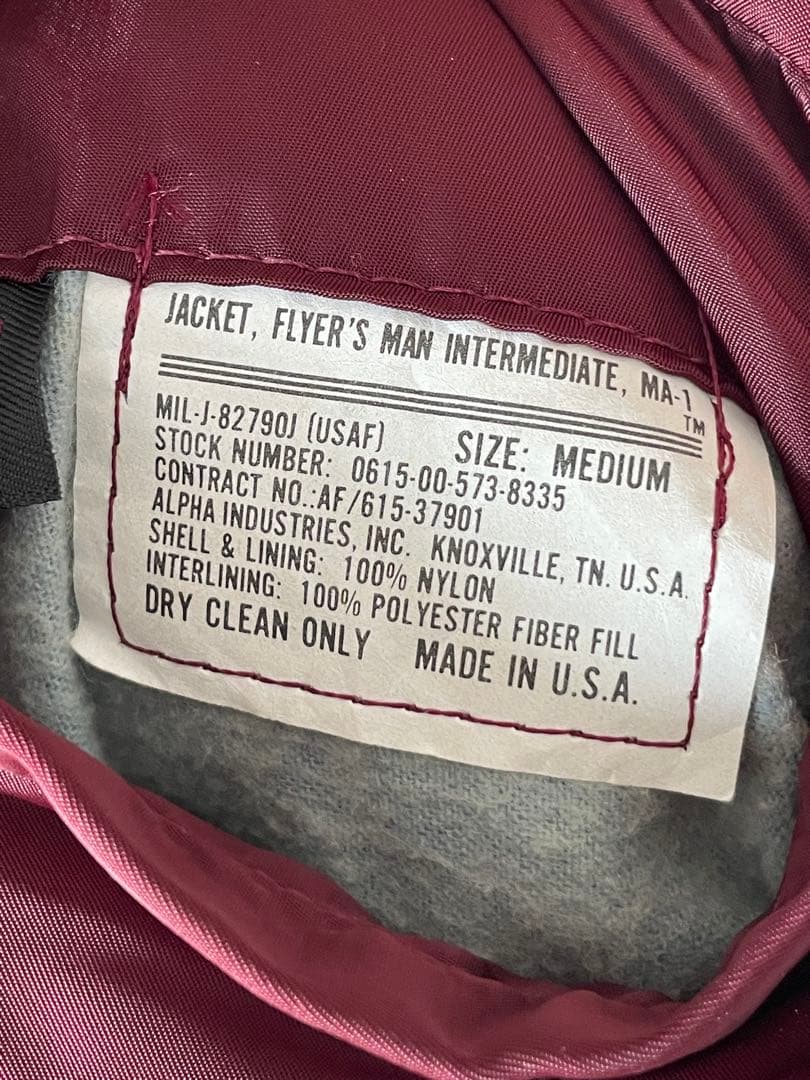 JACKET, FLYER'S MAN INTERMEDIATE, MA-1™
MIL-J-82790J (USAF) SIZE: MEDIUM
STOCK NUMBER: 0615-00-573-8335
CONTRACT NO.:AF/615-37901
ALPHA INDUSTRIES, INC. KNOXVILLE, TN. U.S.A.
SHELL & LINING: 100% NYLON
INTERLINING: 100% POLYESTER FIBER FILL
DRY CLEAN ONLY MADE IN U.S.A.